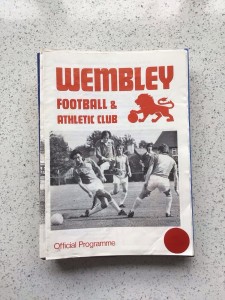 WEMBLEY
FOOTBALL &
ATHLETIC CLUB
Official Programme